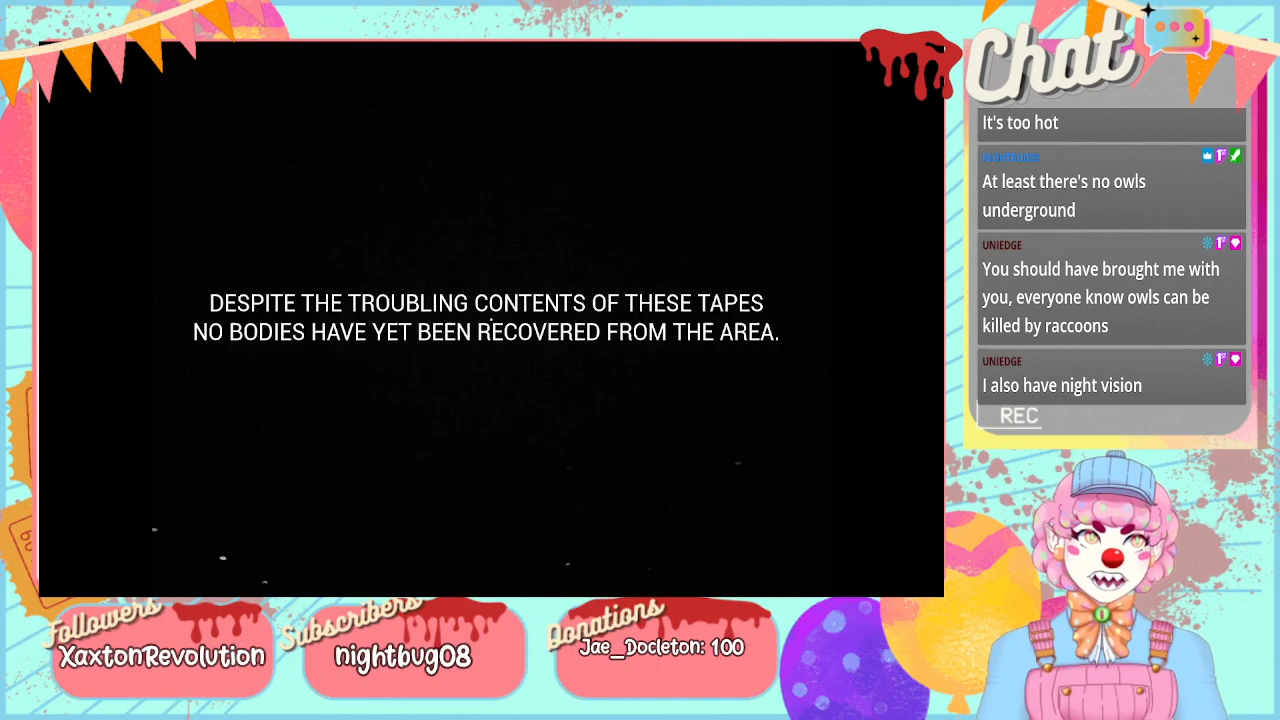 Chat
It's too hot
NIGHTBUG08
At least there's no owls
underground
UNIEDGE
You should have brought me with
you, everyone know owls can be
killed by raccoons
UNIEDGE
I also have night vision
REC
DESPITE THE TROUBLING CONTENTS OF THESE TAPES
NO BODIES HAVE YET BEEN RECOVERED FROM THE AREA.
Followers
XaxtonRevolution
Subscribers
nightbug08
Donations
Jae_Docleton: 100